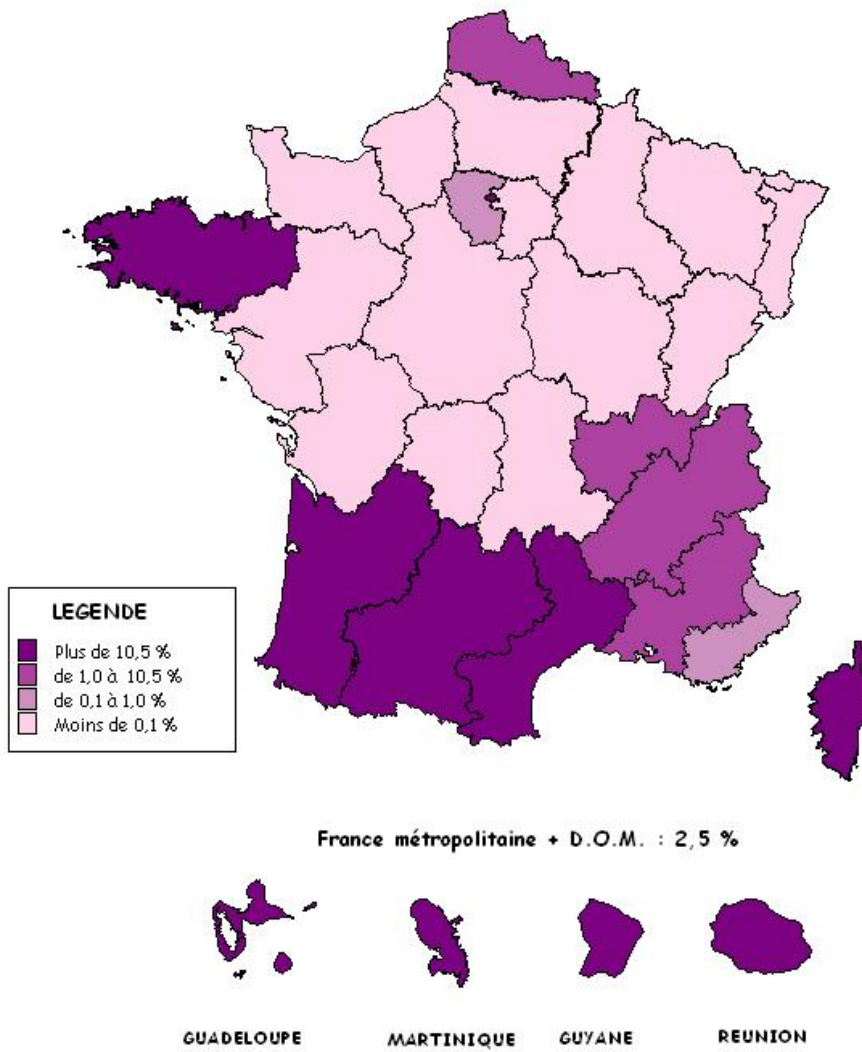 LEGENDE
Plus de 10,5 %
de 1,0 à 10,5 %
de 0,1 à 1,0 %
Moins de 0,1 %
France métropolitaine + D.O.M. : 2,5 %
GUADELOUPE MARTINIQUE GUYANE REUNION